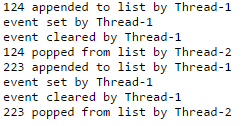 124 appended to list by Thread-1
event set by Thread-1
event cleared by Thread-1
124 popped from list by Thread-2
223 appended to list by Thread-1
event set by Thread-1
event cleared by Thread-1
223 popped from list by Thread-2